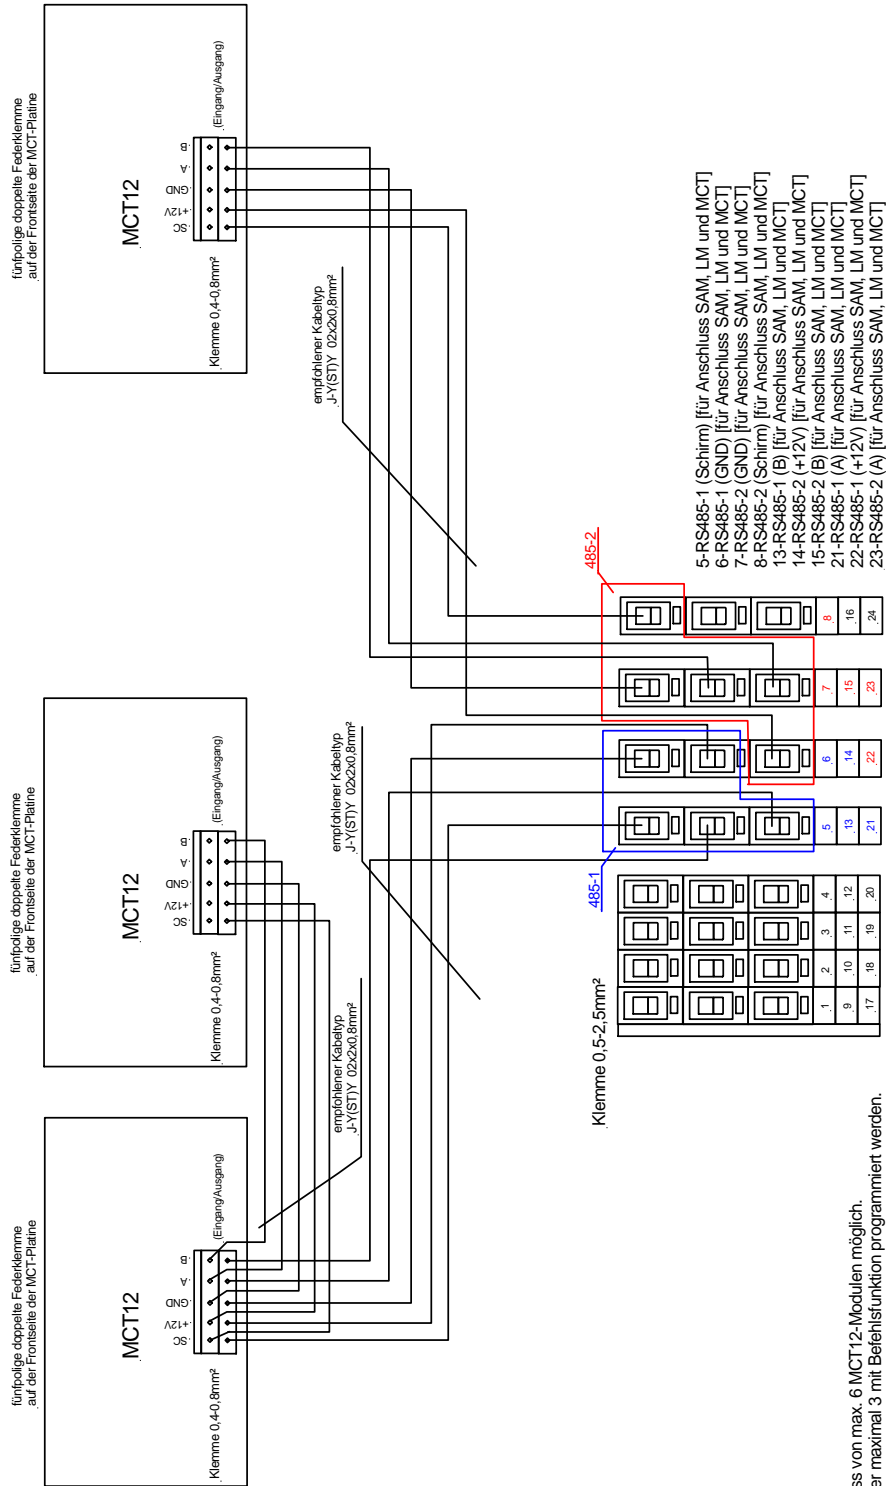 fünfpolige doppelte Federklemme
auf der Frontseite der MCT-Platine
MCT12
Klemme 0,4-0,8mm²
(Eingang/Ausgang)
SC
+12V
GND
A
B
fünfpolige doppelte Federklemme
auf der Frontseite der MCT-Platine
MCT12
Klemme 0,4-0,8mm²
(Eingang/Ausgang)
SC
+12V
GND
A
B
fünfpolige doppelte Federklemme
auf der Frontseite der MCT-Platine
MCT12
Klemme 0,4-0,8mm²
(Eingang/Ausgang)
SC
+12V
GND
A
B
empfohlener Kabeltyp
J-Y(ST)Y 02x2x0,8mm²
empfohlener Kabeltyp
J-Y(ST)Y 02x2x0,8mm²
empfohlener Kabeltyp
J-Y(ST)Y 02x2x0,8mm²
Klemme 0,5-2,5mm²
485-1
485-2
1 2 3 4 5 6 7 8
9 10 11 12 13 14 15 16
17 18 19 20 21 22 23 24
5-RS485-1 (Schirm) [für Anschluss SAM, LM und MCT]
6-RS485-1 (GND) [für Anschluss SAM, LM und MCT]
7-RS485-2 (GND) [für Anschluss SAM, LM und MCT]
8-RS485-2 (Schirm) [für Anschluss SAM, LM und MCT]
13-RS485-1 (B) [für Anschluss SAM, LM und MCT]
14-RS485-2 (+12V) [für Anschluss SAM, LM und MCT]
15-RS485-2 (B) [für Anschluss SAM, LM und MCT]
21-RS485-1 (A) [für Anschluss SAM, LM und MCT]
22-RS485-1 (+12V) [für Anschluss SAM, LM und MCT]
23-RS485-2 (A) [für Anschluss SAM, LM und MCT]
ss von max. 6 MCT12-Modulen möglich.
er maximal 3 mit Befehlsfunktion programmiert werden.